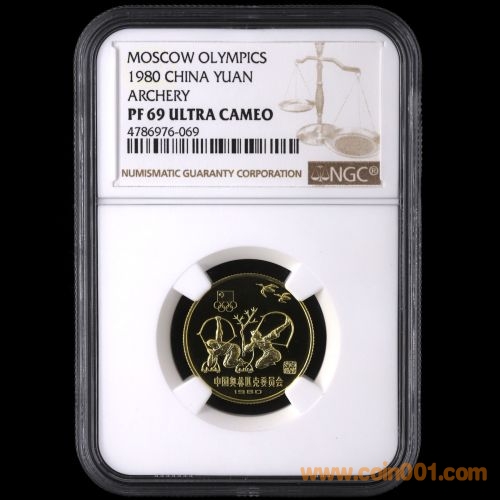 MOSCOW OLYMPICS
1980 CHINA YUAN
ARCHERY
PF 69 ULTRA CAMEO
4786976-069
NUMISMATIC GUARANTY CORPORATION
NGC®
中国奥林匹克委员会
1980
www.coin001.com